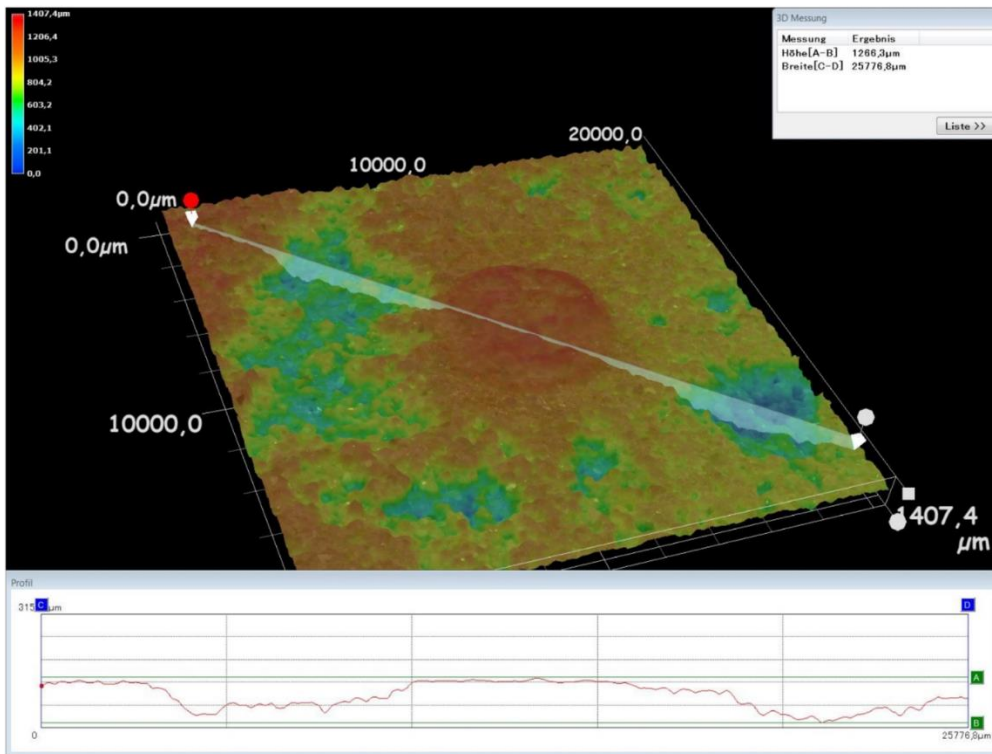 1407,4µm
1206,4
1005,3
804,2
603,2
402,1
201,1
0,0
3D Messung
Messung Ergebnis
Höhe[A-B] 1266,3µm
Breite[C-D] 25776,8µm
Liste >>
20000,0
10000,0
0,0µm
0,0µm
10000,0
1407,4
µm
Profil
C
D
A
B
0
25776,8µm